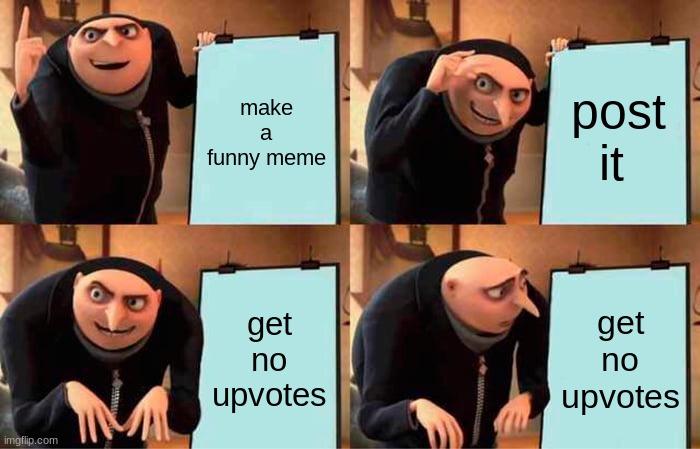 make
a
funny meme
post
it
get
no
upvotes
get
no
upvotes
imgflip.com